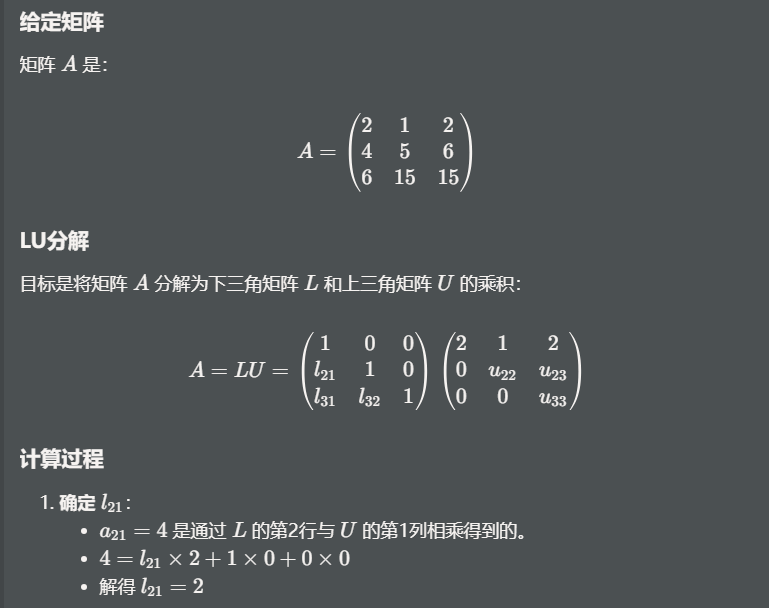 给定矩阵
矩阵 A 是：
A = \begin{pmatrix} 2 & 1 & 2 \\ 4 & 5 & 6 \\ 6 & 15 & 15 \end{pmatrix}
LU分解
目标是将矩阵 A 分解为下三角矩阵 L 和上三角矩阵 U 的乘积：
A = LU = \begin{pmatrix} 1 & 0 & 0 \\ l_{21} & 1 & 0 \\ l_{31} & l_{32} & 1 \end{pmatrix} \begin{pmatrix} 2 & 1 & 2 \\ 0 & u_{22} & u_{23} \\ 0 & 0 & u_{33} \end{pmatrix}
计算过程
1. 确定 l_{21}：
• a_{21} = 4 是通过 L 的第2行与 U 的第1列相乘得到的。
• 4 = l_{21} × 2 + 1 × 0 + 0 × 0
• 解得 l_{21} = 2